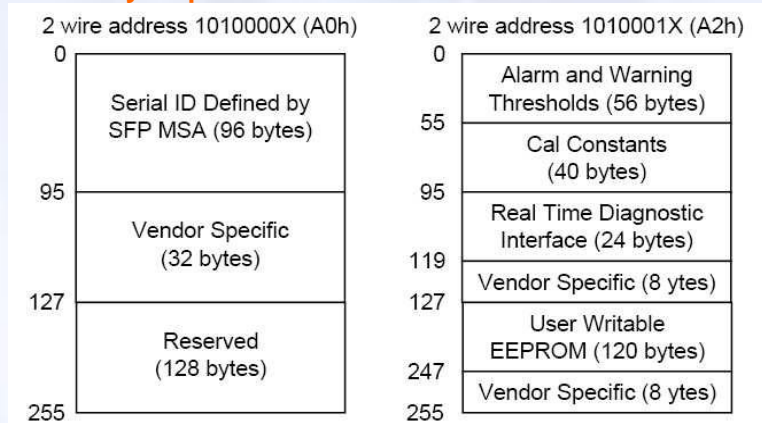 2 wire address 1010000X (A0h)
0
Serial ID Defined by
SFP MSA (96 bytes)
95
Vendor Specific
(32 bytes)
127
Reserved
(128 bytes)
255
2 wire address 1010001X (A2h)
0
Alarm and Warning
Thresholds (56 bytes)
55
Cal Constants
(40 bytes)
95
Real Time Diagnostic
Interface (24 bytes)
119
Vendor Specific (8 ytes)
127
User Writable
EEPROM (120 bytes)
247
Vendor Specific (8 ytes)
255